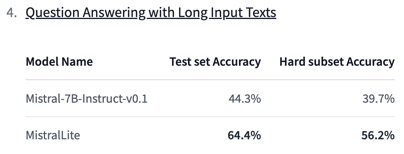 4. Question Answering with Long Input Texts
Model Name Test set Accuracy Hard subset Accuracy
Mistral-7B-Instruct-v0.1 44.3% 39.7%
MistralLite 64.4% 56.2%